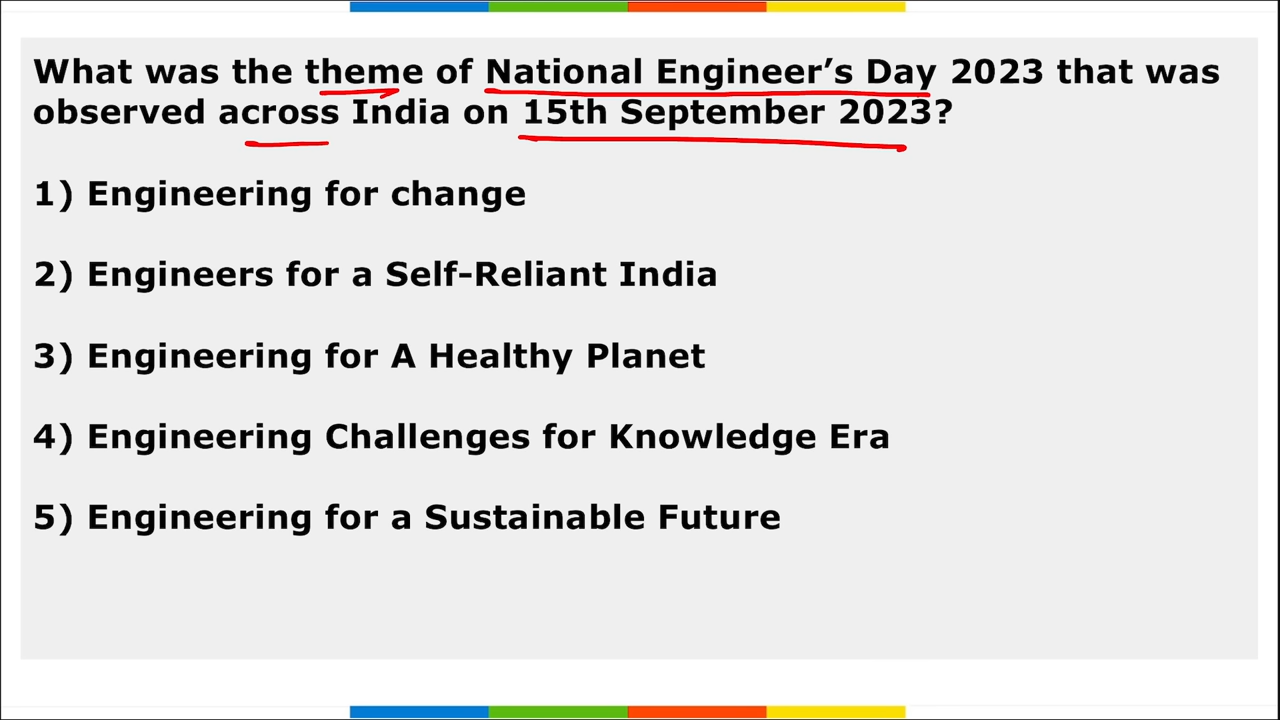 What was the theme of National Engineer’s Day 2023 that was
observed across India on 15th September 2023?
1) Engineering for change
2) Engineers for a Self-Reliant India
3) Engineering for A Healthy Planet
4) Engineering Challenges for Knowledge Era
5) Engineering for a Sustainable Future